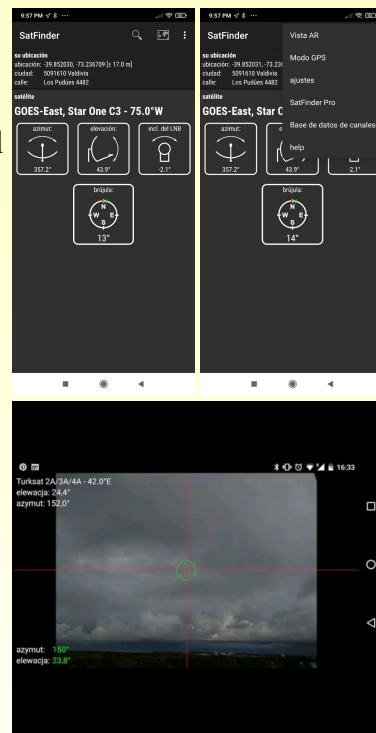 9:57 PM
SatFinder
su ubicación
ubicación: -39.852030, -73.236709 [± 17.0 m]
ciudad: 5091610 Valdivia
calle: Los Pudúes 4482
satélite
GOES-East, Star One C3 - 75.0°W
azimut:
elevación:
incl. del LNB
357.2°
43.9°
-2.1°
brújula:
N
W E
S
13°
9:57 PM
SatFinder
su ubicación
ubicación: -39.852031, -73.23
ciudad: 5091610 Valdivia
calle: Los Pudúes 4482
satélite
GOES-East, Star C
azimut:
357.2°
43.9°
-2.1°
brújula:
N
W E
S
14°
Vista AR
Modo GPS
ajustes
SatFinder Pro
Base de datos de canales
help
16:33
Turksat 2A/3A/4A - 42.0°E
elewacja: 24,4°
azymut: 152,0°
azymut: 150°
elewacja: 23,8°